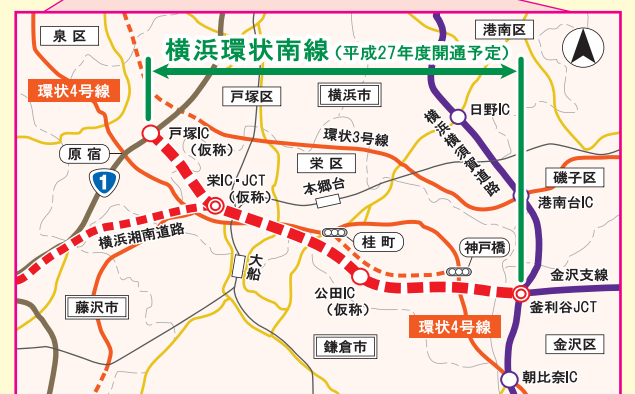 泉区
港南区
横浜環状南線(平成27年度開通予定)
環状4号線
戸塚区
横浜市
日野IC
戸塚IC
(仮称)
環状3号線
横浜横須賀道路
原宿
1
栄区
磯子区
栄IC・JCT
(仮称)
本郷台
港南台IC
横浜湘南道路
桂町
神戸橋
大船
金沢支線
公田IC
(仮称)
釜利谷JCT
藤沢市
環状4号線
鎌倉市
金沢区
朝比奈IC